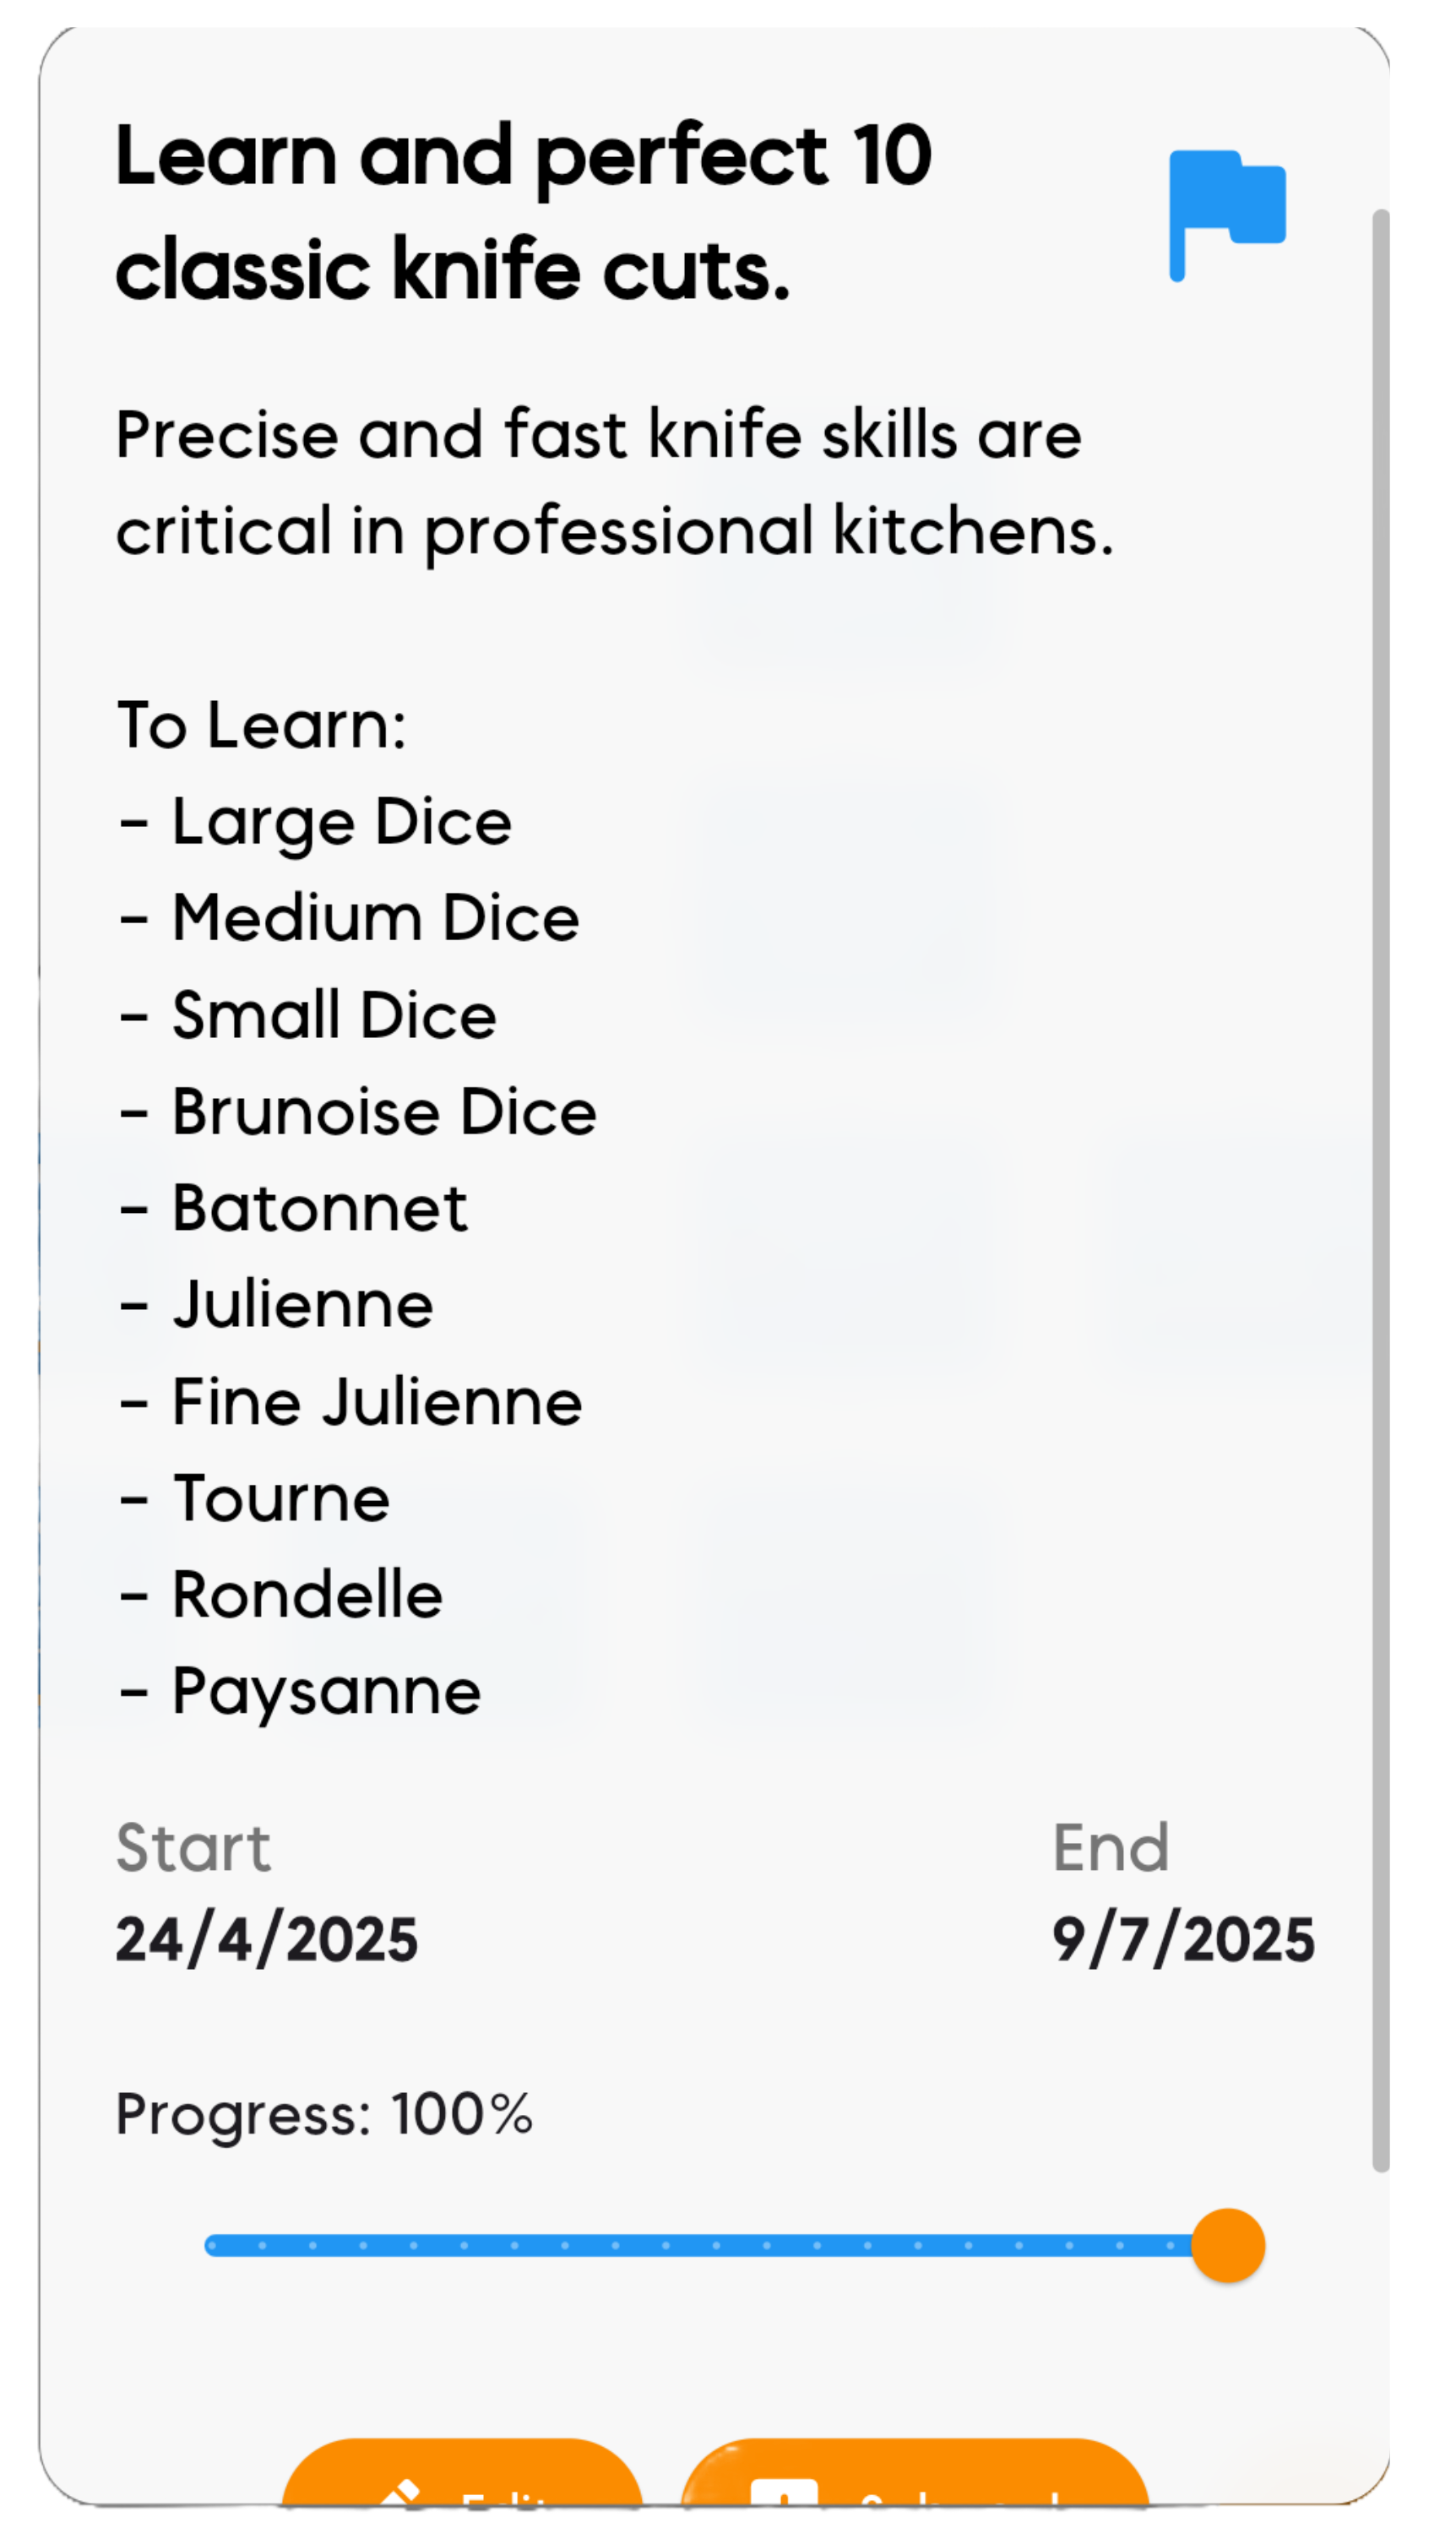 Learn and perfect 10
classic knife cuts.
Precise and fast knife skills are
critical in professional kitchens.
To Learn:
- Large Dice
- Medium Dice
- Small Dice
- Brunoise Dice
- Batonnet
- Julienne
- Fine Julienne
- Tourne
- Rondelle
- Paysanne
Start
End
24/4/2025
9/7/2025
Progress: 100%
Edit